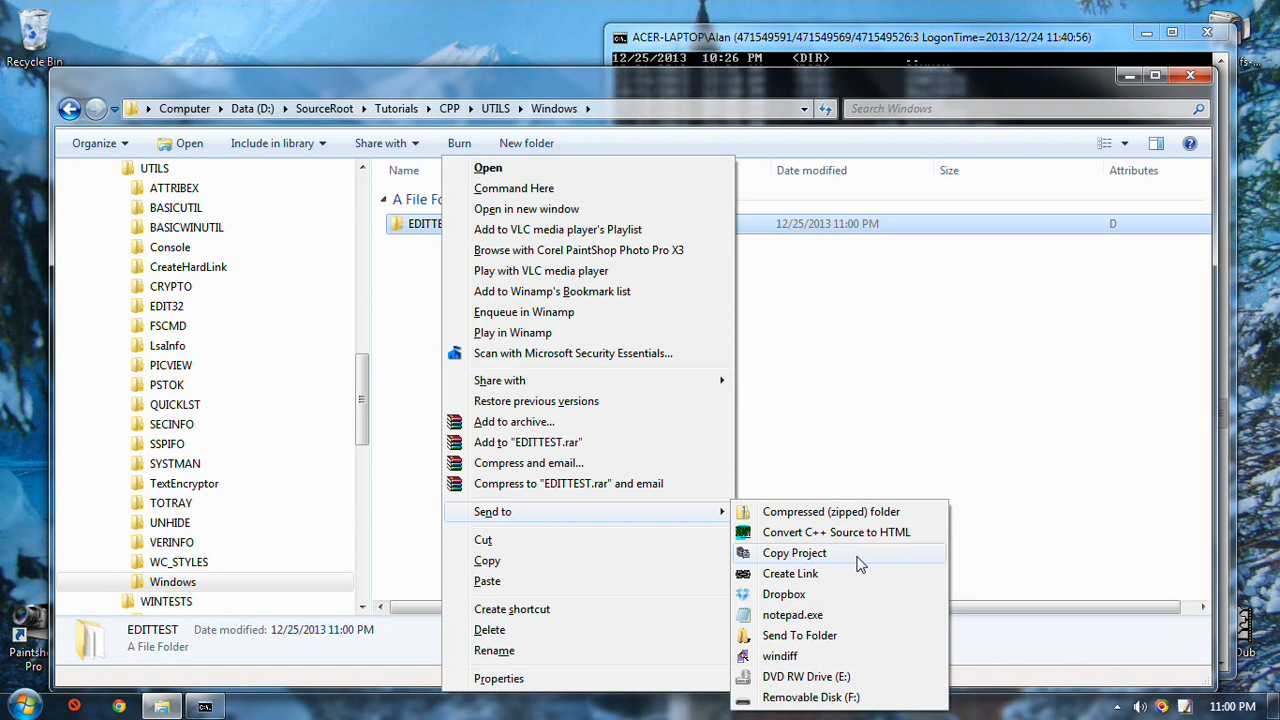 Recycle Bin
ACER-LAPTOP\Alan (471549591/471549569/471549526:3 LogonTime=2013/12/24 11:40:56)
12/25/2013 10:26 PM <DIR> ..
Computer Data (D:) SourceRoot Tutorials CPP UTILS Windows
Search Windows
Organize Open Include in library Share with Burn New folder
UTILS
ATTRIBEX
BASICUTIL
BASICWINUTIL
Console
CreateHardLink
CRYPTO
EDIT32
FSCMD
LsaInfo
PICVIEW
PSTOK
QUICKLST
SECINFO
SSPIFO
SYSTMAN
TextEncryptor
TOTRAY
UNHIDE
VERINFO
WC_STYLES
Windows
WINTESTS
Name Date modified Size Attributes
A File Fo
EDITTE 12/25/2013 11:00 PM D
Open
Command Here
Open in new window
Add to VLC media player's Playlist
Browse with Corel PaintShop Photo Pro X3
Play with VLC media player
Add to Winamp's Bookmark list
Enqueue in Winamp
Play in Winamp
Scan with Microsoft Security Essentials...
Share with
Restore previous versions
Add to archive...
Add to "EDITTEST.rar"
Compress and email...
Compress to "EDITTEST.rar" and email
Send to
Cut
Copy
Paste
Create shortcut
Delete
Rename
Properties
Compressed (zipped) folder
Convert C++ Source to HTML
Copy Project
Create Link
Dropbox
notepad.exe
Send To Folder
windiff
DVD RW Drive (E:)
Removable Disk (F:)
EDITTEST Date modified: 12/25/2013 11:00 PM
A File Folder
Paintsh
Pro
Dub
11:00 PM